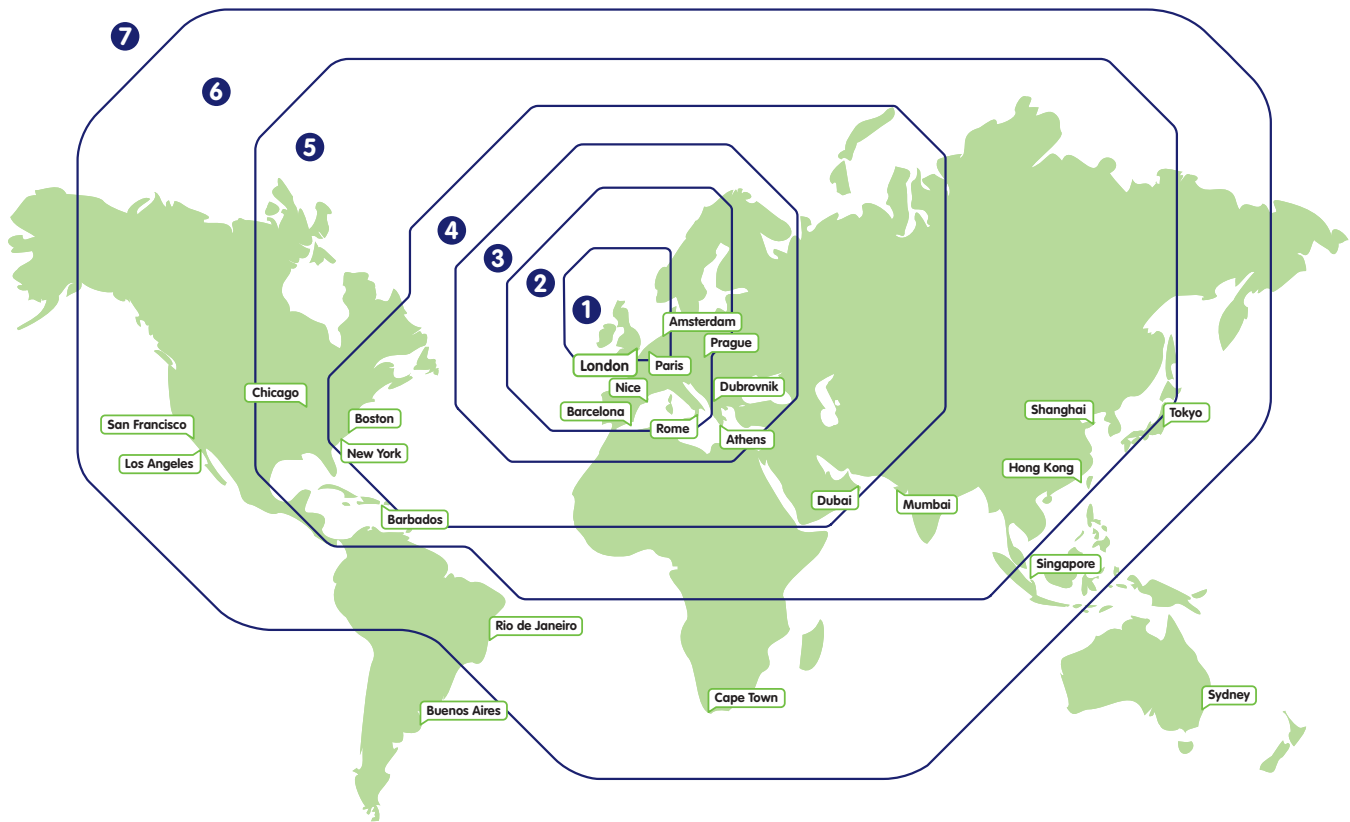 7
6
5
4
3
2
1
Amsterdam
Prague
London
Paris
Nice
Dubrovnik
Chicago
Barcelona
Boston
San Francisco
Rome
Athens
Shanghai
Tokyo
New York
Los Angeles
Hong Kong
Dubai
Mumbai
Barbados
Singapore
Rio de Janeiro
Cape Town
Sydney
Buenos Aires